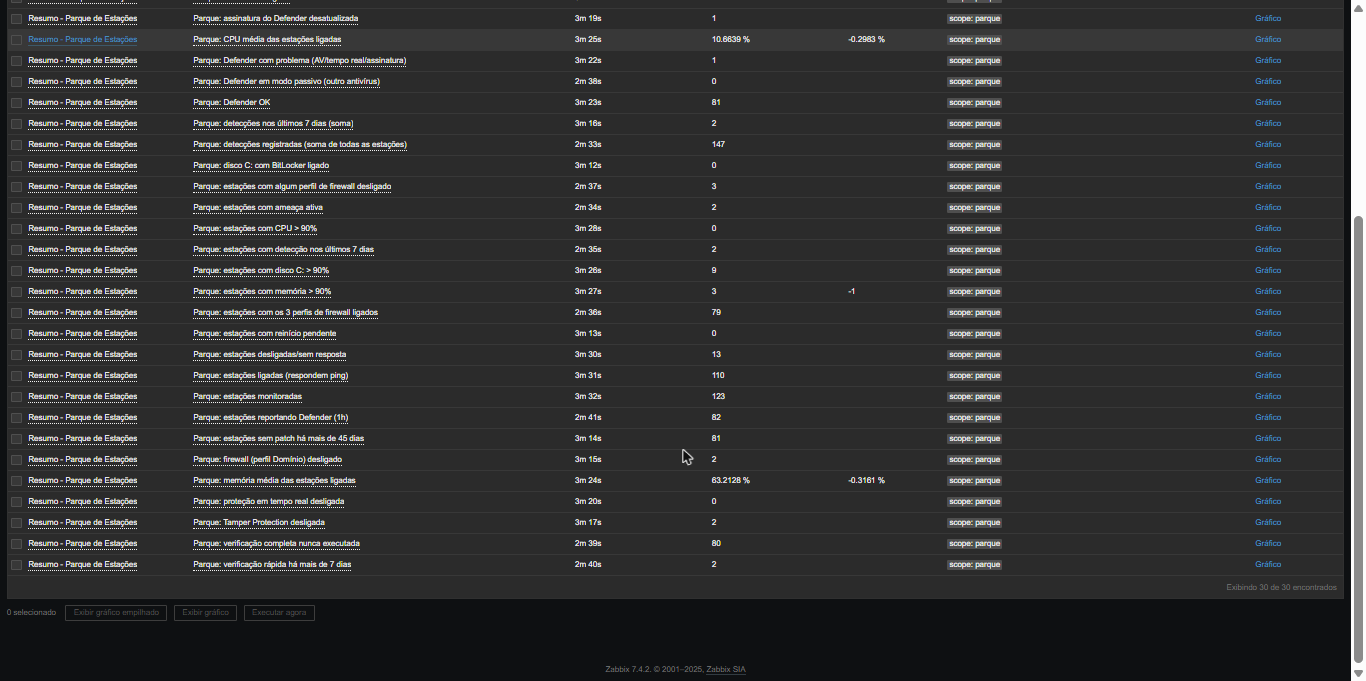 Resumo - Parque de Estações Parque: assinatura do Defender desatualizada 3m 19s 1 scope: parque Gráfico
Resumo - Parque de Estações Parque: CPU média das estações ligadas 3m 25s 10.6639 % -0.2983 % scope: parque Gráfico
Resumo - Parque de Estações Parque: Defender com problema (AV/tempo real/assinatura) 3m 22s 1 scope: parque Gráfico
Resumo - Parque de Estações Parque: Defender em modo passivo (outro antivírus) 2m 38s 0 scope: parque Gráfico
Resumo - Parque de Estações Parque: Defender OK 3m 23s 81 scope: parque Gráfico
Resumo - Parque de Estações Parque: detecções nos últimos 7 dias (soma) 3m 16s 2 scope: parque Gráfico
Resumo - Parque de Estações Parque: detecções registradas (soma de todas as estações) 2m 33s 147 scope: parque Gráfico
Resumo - Parque de Estações Parque: disco C: com BitLocker ligado 3m 12s 0 scope: parque Gráfico
Resumo - Parque de Estações Parque: estações com algum perfil de firewall desligado 2m 37s 3 scope: parque Gráfico
Resumo - Parque de Estações Parque: estações com ameaça ativa 2m 34s 2 scope: parque Gráfico
Resumo - Parque de Estações Parque: estações com CPU > 90% 3m 28s 0 scope: parque Gráfico
Resumo - Parque de Estações Parque: estações com detecção nos últimos 7 dias 2m 35s 2 scope: parque Gráfico
Resumo - Parque de Estações Parque: estações com disco C: > 90% 3m 26s 9 scope: parque Gráfico
Resumo - Parque de Estações Parque: estações com memória > 90% 3m 27s 3 -1 scope: parque Gráfico
Resumo - Parque de Estações Parque: estações com os 3 perfis de firewall ligados 2m 36s 79 scope: parque Gráfico
Resumo - Parque de Estações Parque: estações com reinício pendente 3m 13s 0 scope: parque Gráfico
Resumo - Parque de Estações Parque: estações desligadas/sem resposta 3m 30s 13 scope: parque Gráfico
Resumo - Parque de Estações Parque: estações ligadas (respondem ping) 3m 31s 110 scope: parque Gráfico
Resumo - Parque de Estações Parque: estações monitoradas 3m 32s 123 scope: parque Gráfico
Resumo - Parque de Estações Parque: estações reportando Defender (1h) 2m 41s 82 scope: parque Gráfico
Resumo - Parque de Estações Parque: estações sem patch há mais de 45 dias 3m 14s 81 scope: parque Gráfico
Resumo - Parque de Estações Parque: firewall (perfil Domínio) desligado 3m 15s 2 scope: parque Gráfico
Resumo - Parque de Estações Parque: memória média das estações ligadas 3m 24s 63.2128 % -0.3161 % scope: parque Gráfico
Resumo - Parque de Estações Parque: proteção em tempo real desligada 3m 20s 0 scope: parque Gráfico
Resumo - Parque de Estações Parque: Tamper Protection desligada 3m 17s 2 scope: parque Gráfico
Resumo - Parque de Estações Parque: verificação completa nunca executada 2m 39s 80 scope: parque Gráfico
Resumo - Parque de Estações Parque: verificação rápida há mais de 7 dias 2m 40s 2 scope: parque Gráfico
Exibindo 30 de 30 encontrados
0 selecionado Exibir gráfico empilhado Exibir gráfico Executar agora
Zabbix 7.4.2. © 2001–2025, Zabbix SIA